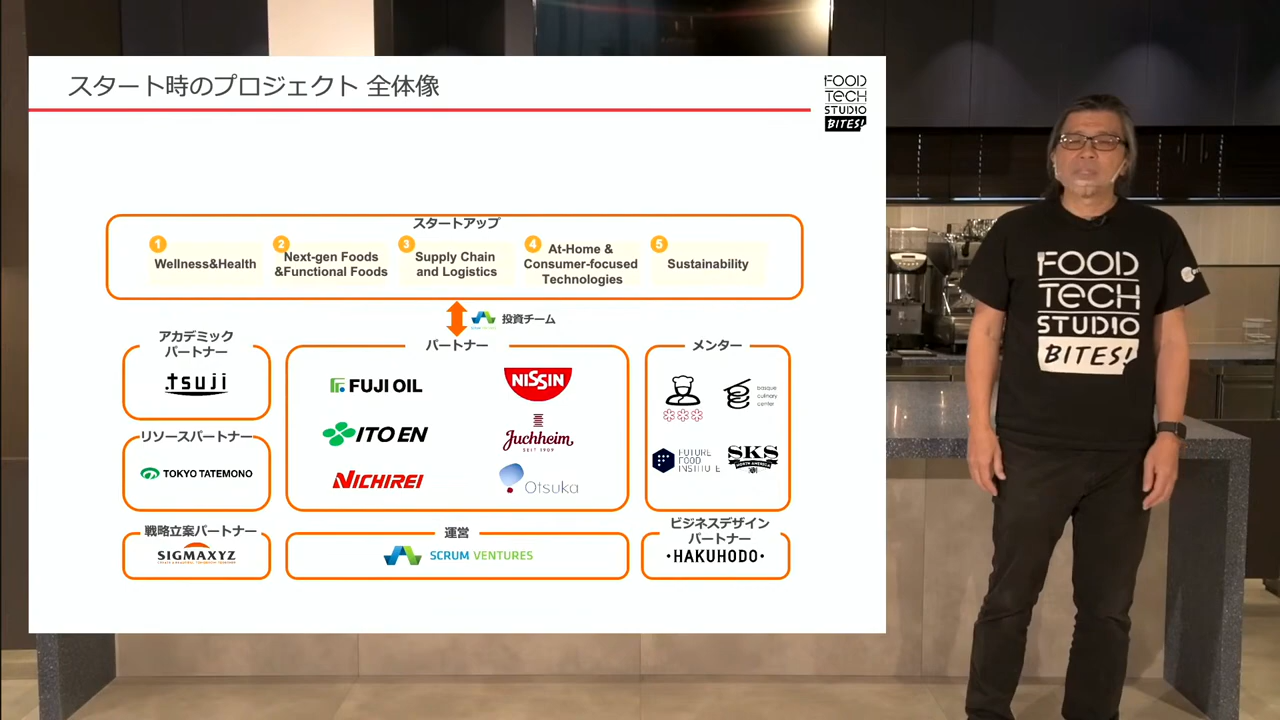 スタート時のプロジェクト 全体像
FOOD
TECH
STUDIO
BITES!
スタートアップ
1
Wellness&Health
2
Next-gen Foods
&Functional Foods
3
Supply Chain
and Logistics
4
At-Home &
Consumer-focused
Technologies
5
Sustainability
投資チーム
アカデミック
パートナー
tsuji
リソースパートナー
TOKYO TATEMONO
戦略立案パートナー
SIGMAXYZ
パートナー
FUJI OIL
NISSIN
ITO EN
Juchheim
SEIT 1909
NICHIREI
Otsuka
運営
SCRUM VENTURES
メンター
basque
culinary
center
FUTURE
FOOD
INSTITUTE
SKS
NORTH AMERICA
ビジネスデザイン
パートナー
・HAKUHODO・
FOOD
TECH
STUDIO
BITES!